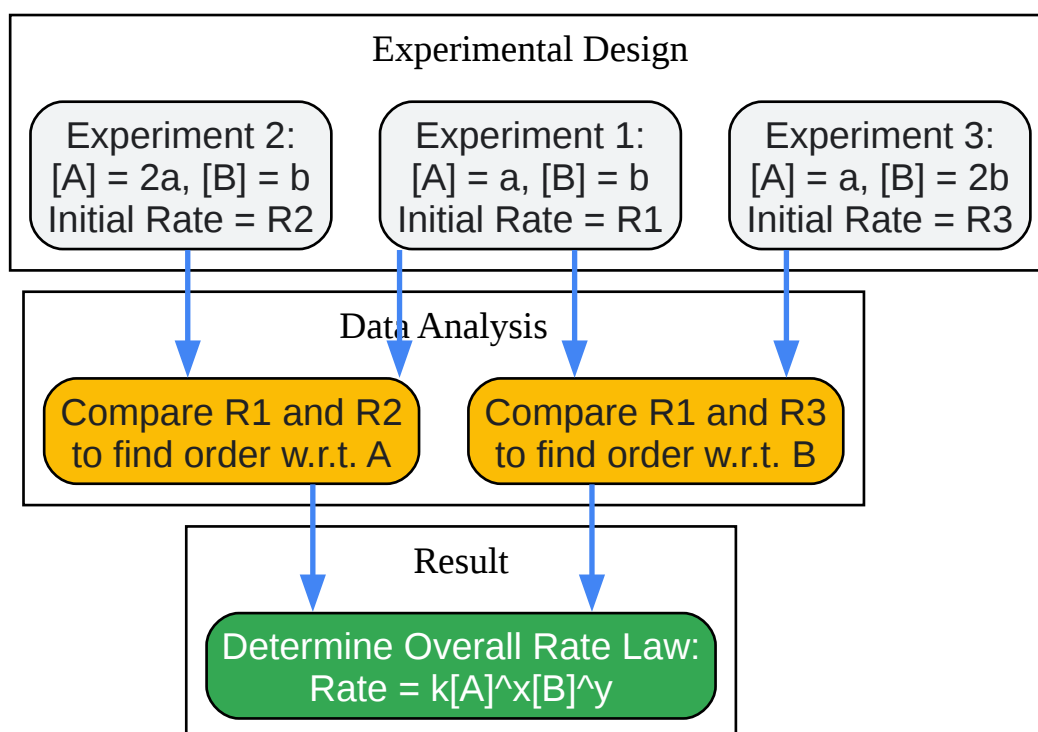 Experimental Design
Experiment 2:
[A] = 2a, [B] = b
Initial Rate = R2
Experiment 1:
[A] = a, [B] = b
Initial Rate = R1
Experiment 3:
[A] = a, [B] = 2b
Initial Rate = R3
Data Analysis
Compare R1 and R2
to find order w.r.t. A
Compare R1 and R3
to find order w.r.t. B
Result
Determine Overall Rate Law:
Rate = k[A]^x[B]^y